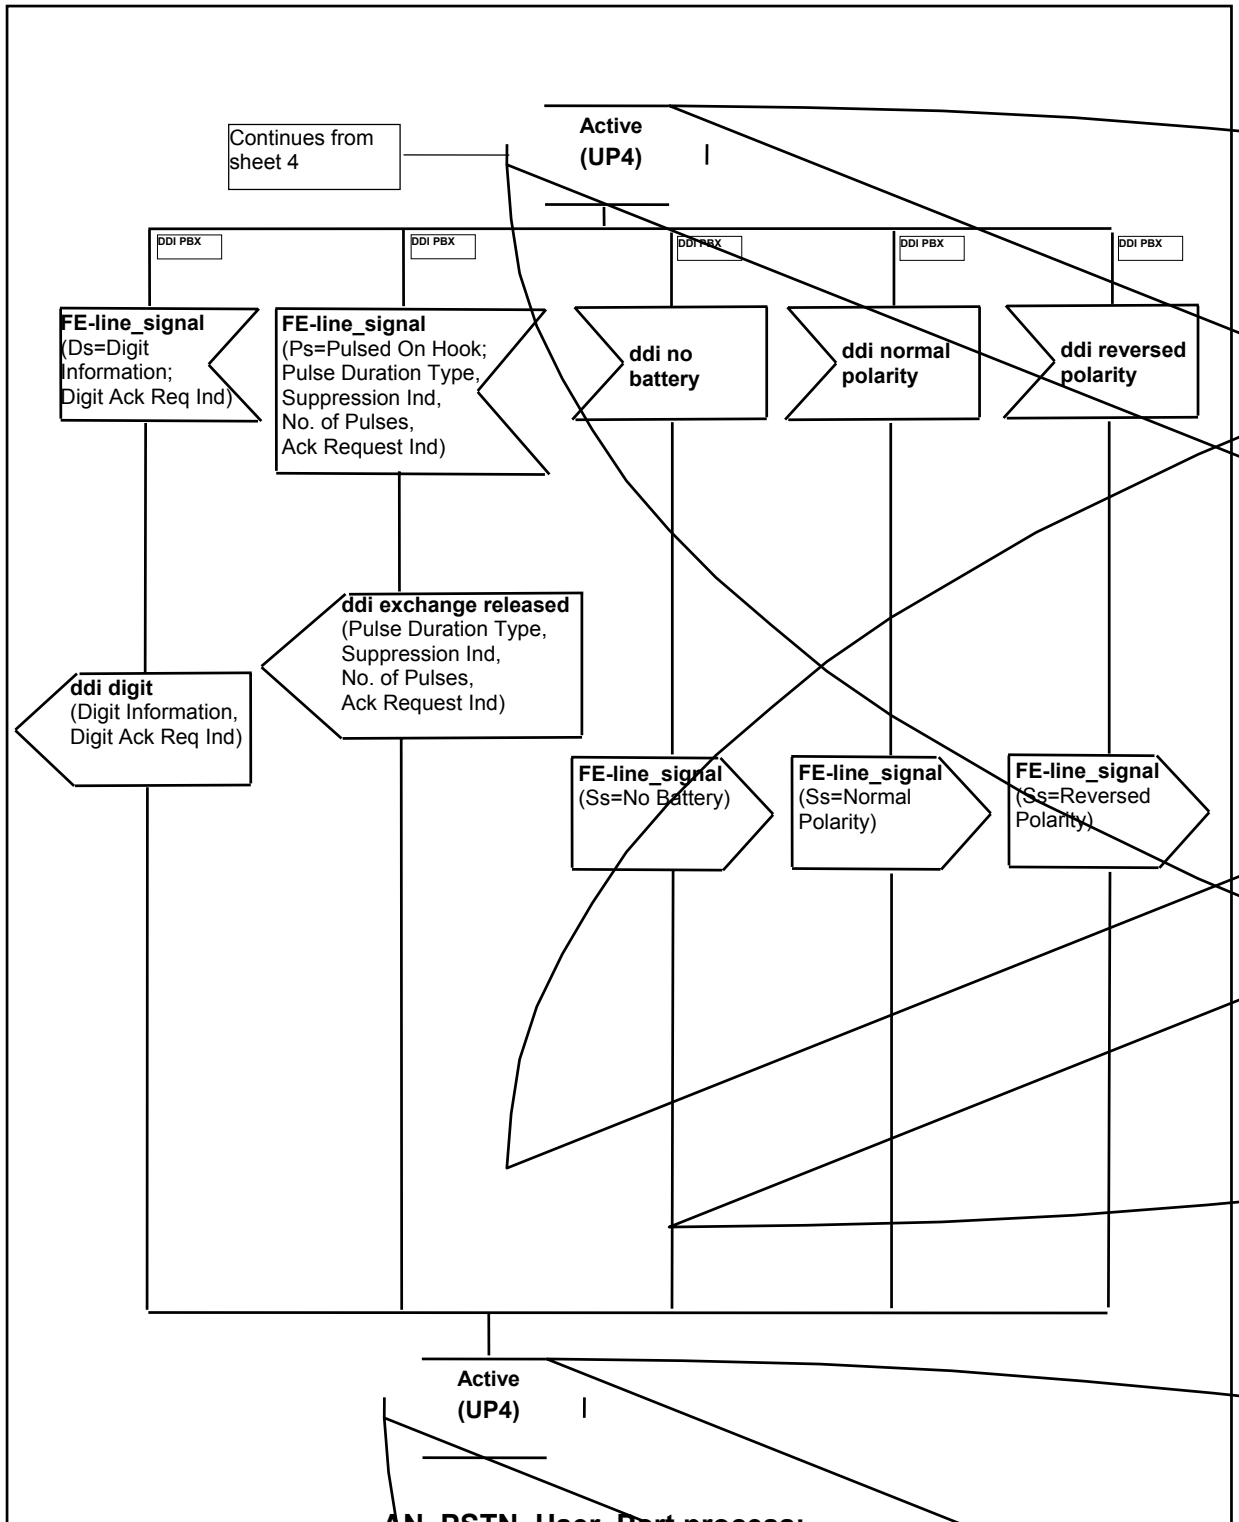 Continues from
sheet 4
Active
(UP4)
DDI PBX
DDI PBX
DDI PBX
DDI PBX
DDI PBX
FE-line_signal
(Ds=Digit
Information;
Digit Ack Req Ind)
FE-line_signal
(Ps=Pulsed On Hook;
Pulse Duration Type,
Suppression Ind,
No. of Pulses,
Ack Request Ind)
ddi no
battery
ddi normal
polarity
ddi reversed
polarity
ddi exchange released
(Pulse Duration Type,
Suppression Ind,
No. of Pulses,
Ack Request Ind)
ddi digit
(Digit Information,
Digit Ack Req Ind)
FE-line_signal
(Ss=No Battery)
FE-line_signal
(Ss=Normal
Polarity)
FE-line_signal
(Ss=Reversed
Polarity)
Active
(UP4)
AN_PSTN_User_Port process: